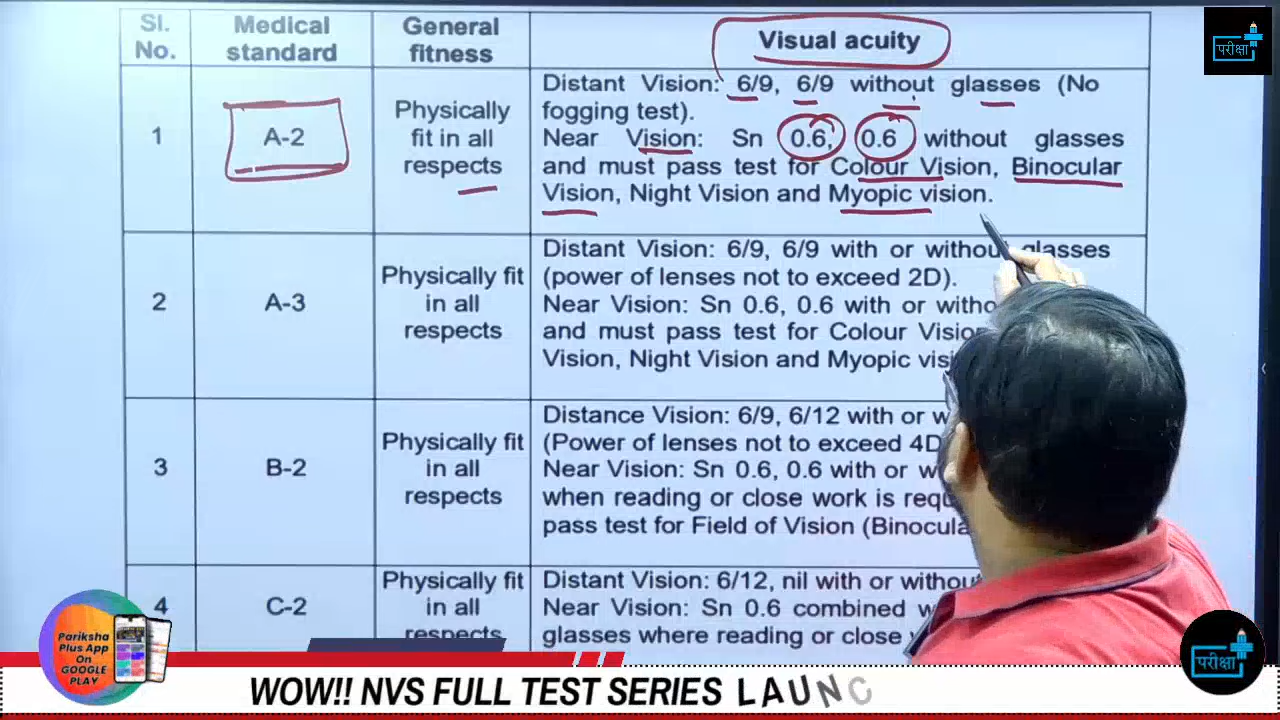 Sl. No.
Medical standard
General fitness
Visual acuity
1
A-2
Physically fit in all respects
Distant Vision: 6/9, 6/9 without glasses (No
fogging test).
Near Vision: Sn 0.6, 0.6 without glasses
and must pass test for Colour Vision, Binocular
Vision, Night Vision and Myopic vision.
2
A-3
Physically fit in all respects
Distant Vision: 6/9, 6/9 with or without glasses
(power of lenses not to exceed 2D).
Near Vision: Sn 0.6, 0.6 with or
and must pass test for Colour
Vision, Night Vision and Myopic
3
B-2
Physically fit in all respects
Distance Vision: 6/9, 6/12 with or
(Power of lenses not to exceed 4D
Near Vision: Sn 0.6, 0.6 with or
when reading or close work is
pass test for Field of Vision
4
C-2
Physically fit in all respects
Distant Vision: 6/12, nil with or without
Near Vision: Sn 0.6 combined
glasses where reading or close
परीक्षा
Pariksha
Plus App
On
GOOGLE
PLAY
WOW!! NVS FULL TEST SERIES LAUNC
परीक्षा